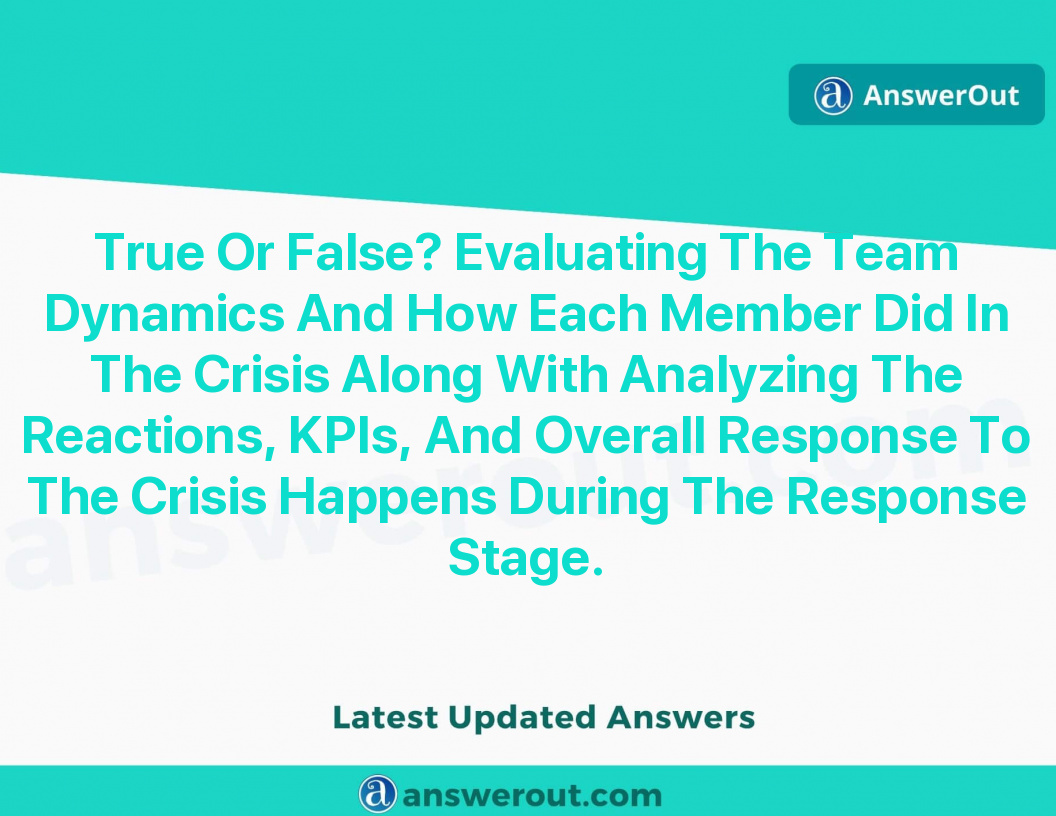 AnswerOut
True Or False? Evaluating The Team
Dynamics And How Each Member Did In
The Crisis Along With Analyzing The
Reactions, KPIs, And Overall Response To
The Crisis Happens During The Response
Stage.
answerout.com
Latest Updated Answers
answerout.com